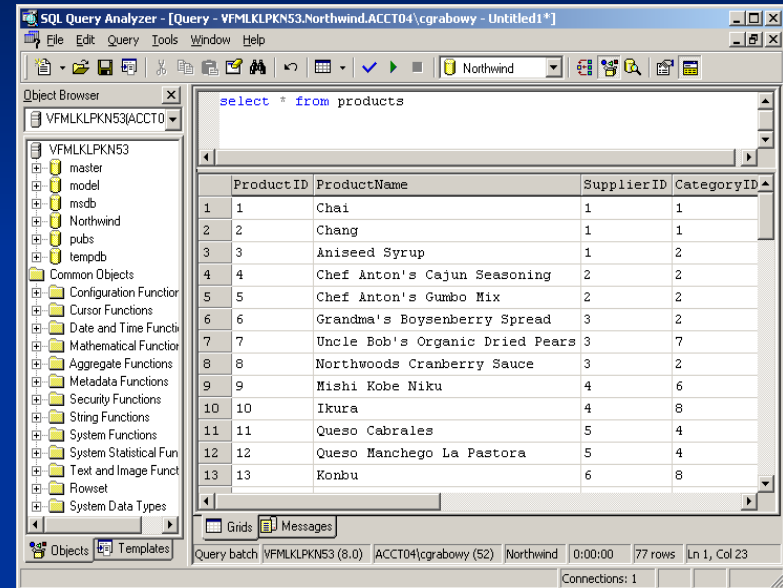 SQL Query Analyzer - [Query - VFMLKLPKN53.Northwind.ACCT04\cgrabowy - Untitled1*]
File Edit Query Tools Window Help
Northwind
Object Browser
VFMLKLPKN53(ACCT0
VFMLKLPKN53
master
model
msdb
Northwind
pubs
tempdb
Common Objects
Configuration Function
Cursor Functions
Date and Time Functi
Mathematical Function
Aggregate Functions
Metadata Functions
Security Functions
String Functions
System Functions
System Statistical Fun
Text and Image Funct
Rowset
System Data Types
Objects Templates
select * from products
ProductID ProductName SupplierID CategoryID
1 1 Chai 1 1
2 2 Chang 1 1
3 3 Aniseed Syrup 1 2
4 4 Chef Anton's Cajun Seasoning 2 2
5 5 Chef Anton's Gumbo Mix 2 2
6 6 Grandma's Boysenberry Spread 3 2
7 7 Uncle Bob's Organic Dried Pears 3 7
8 8 Northwoods Cranberry Sauce 3 2
9 9 Mishi Kobe Niku 4 6
10 10 Ikura 4 8
11 11 Queso Cabrales 5 4
12 12 Queso Manchego La Pastora 5 4
13 13 Konbu 6 8
Grids Messages
Query batch VFMLKLPKN53 (8.0) ACCT04\cgrabowy (52) Northwind 0:00:00 77 rows Ln 1, Col 23
Connections: 1